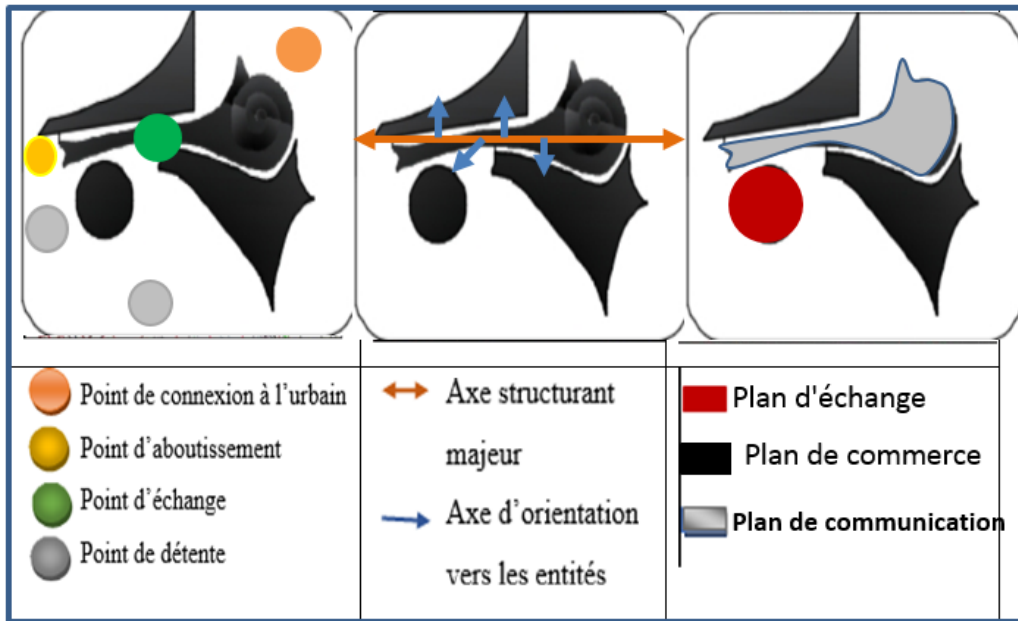 Point de connexion à l'urbain
Point d'aboutissement
Point d'échange
Point de détente
Axe structurant
majeur
Axe d'orientation
vers les entités
Plan d'échange
Plan de commerce
Plan de communication